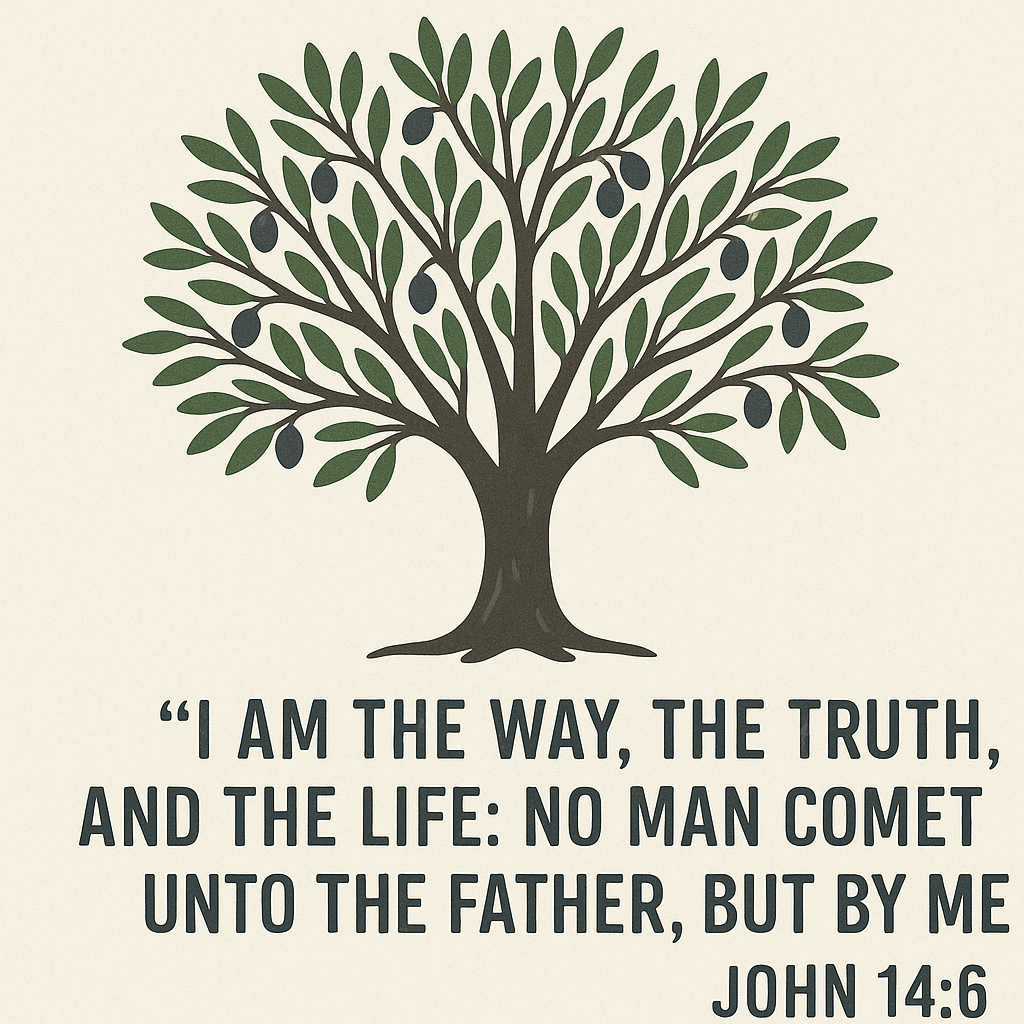 “I AM THE WAY, THE TRUTH,
AND THE LIFE: NO MAN COMET
UNTO THE FATHER, BUT BY ME
JOHN 14:6